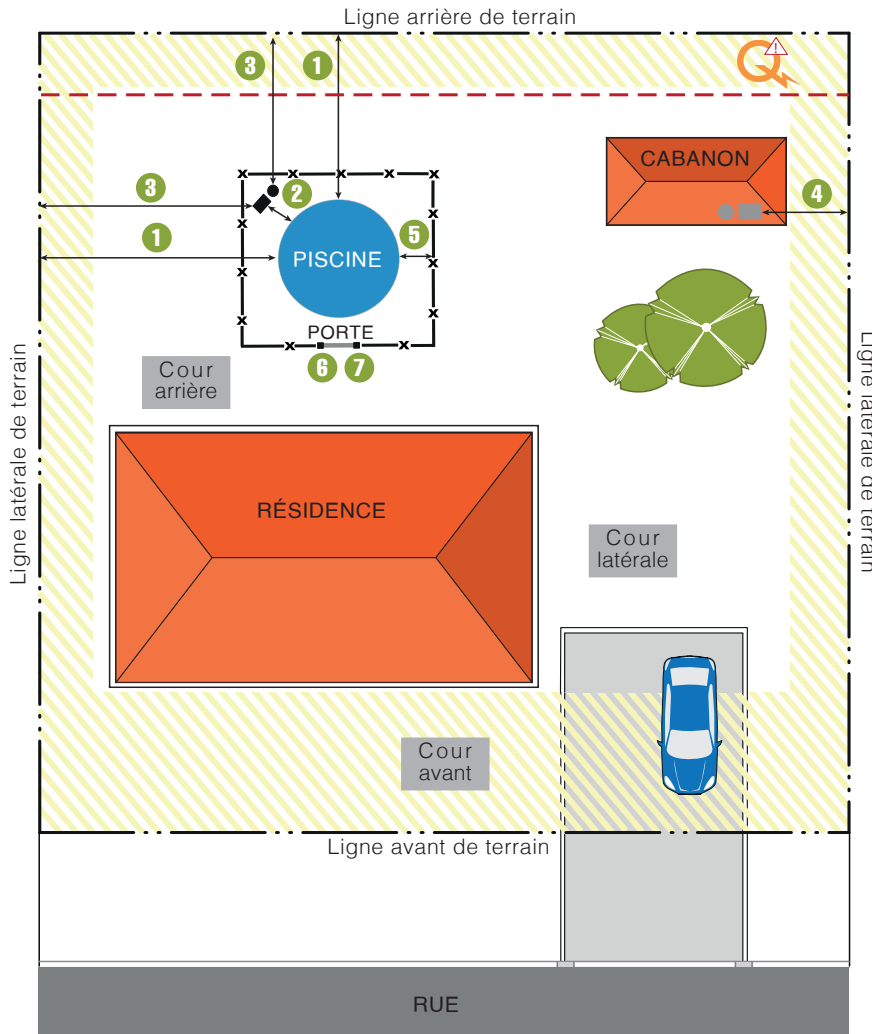 Ligne arrière de terrain
!
3
1
CABANON
3
2
4
1
5
PISCINE
PORTE
6
7
Cour
arrière
Ligne latérale de terrain
Ligne latérale de terrain
RÉSIDENCE
Cour
latérale
Cour
avant
Ligne avant de terrain
RUE